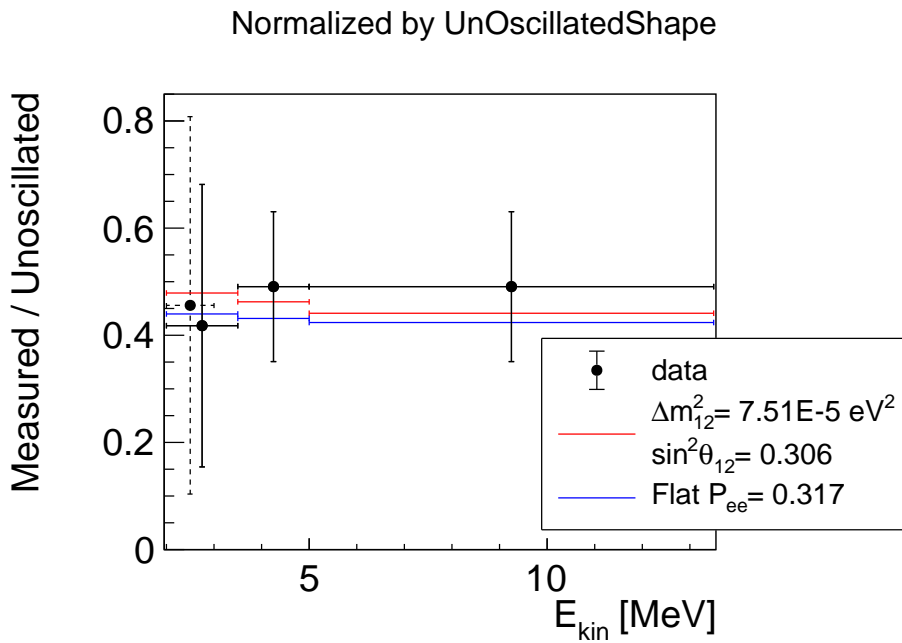 Normalized by UnOscillatedShape
Measured / Unoscillated
0.8
0.6
0.4
0.2
0
5
10
E_kin [MeV]
data
Δm²₁₂= 7.51E-5 eV²
sin²θ₁₂= 0.306
Flat P_ee= 0.317